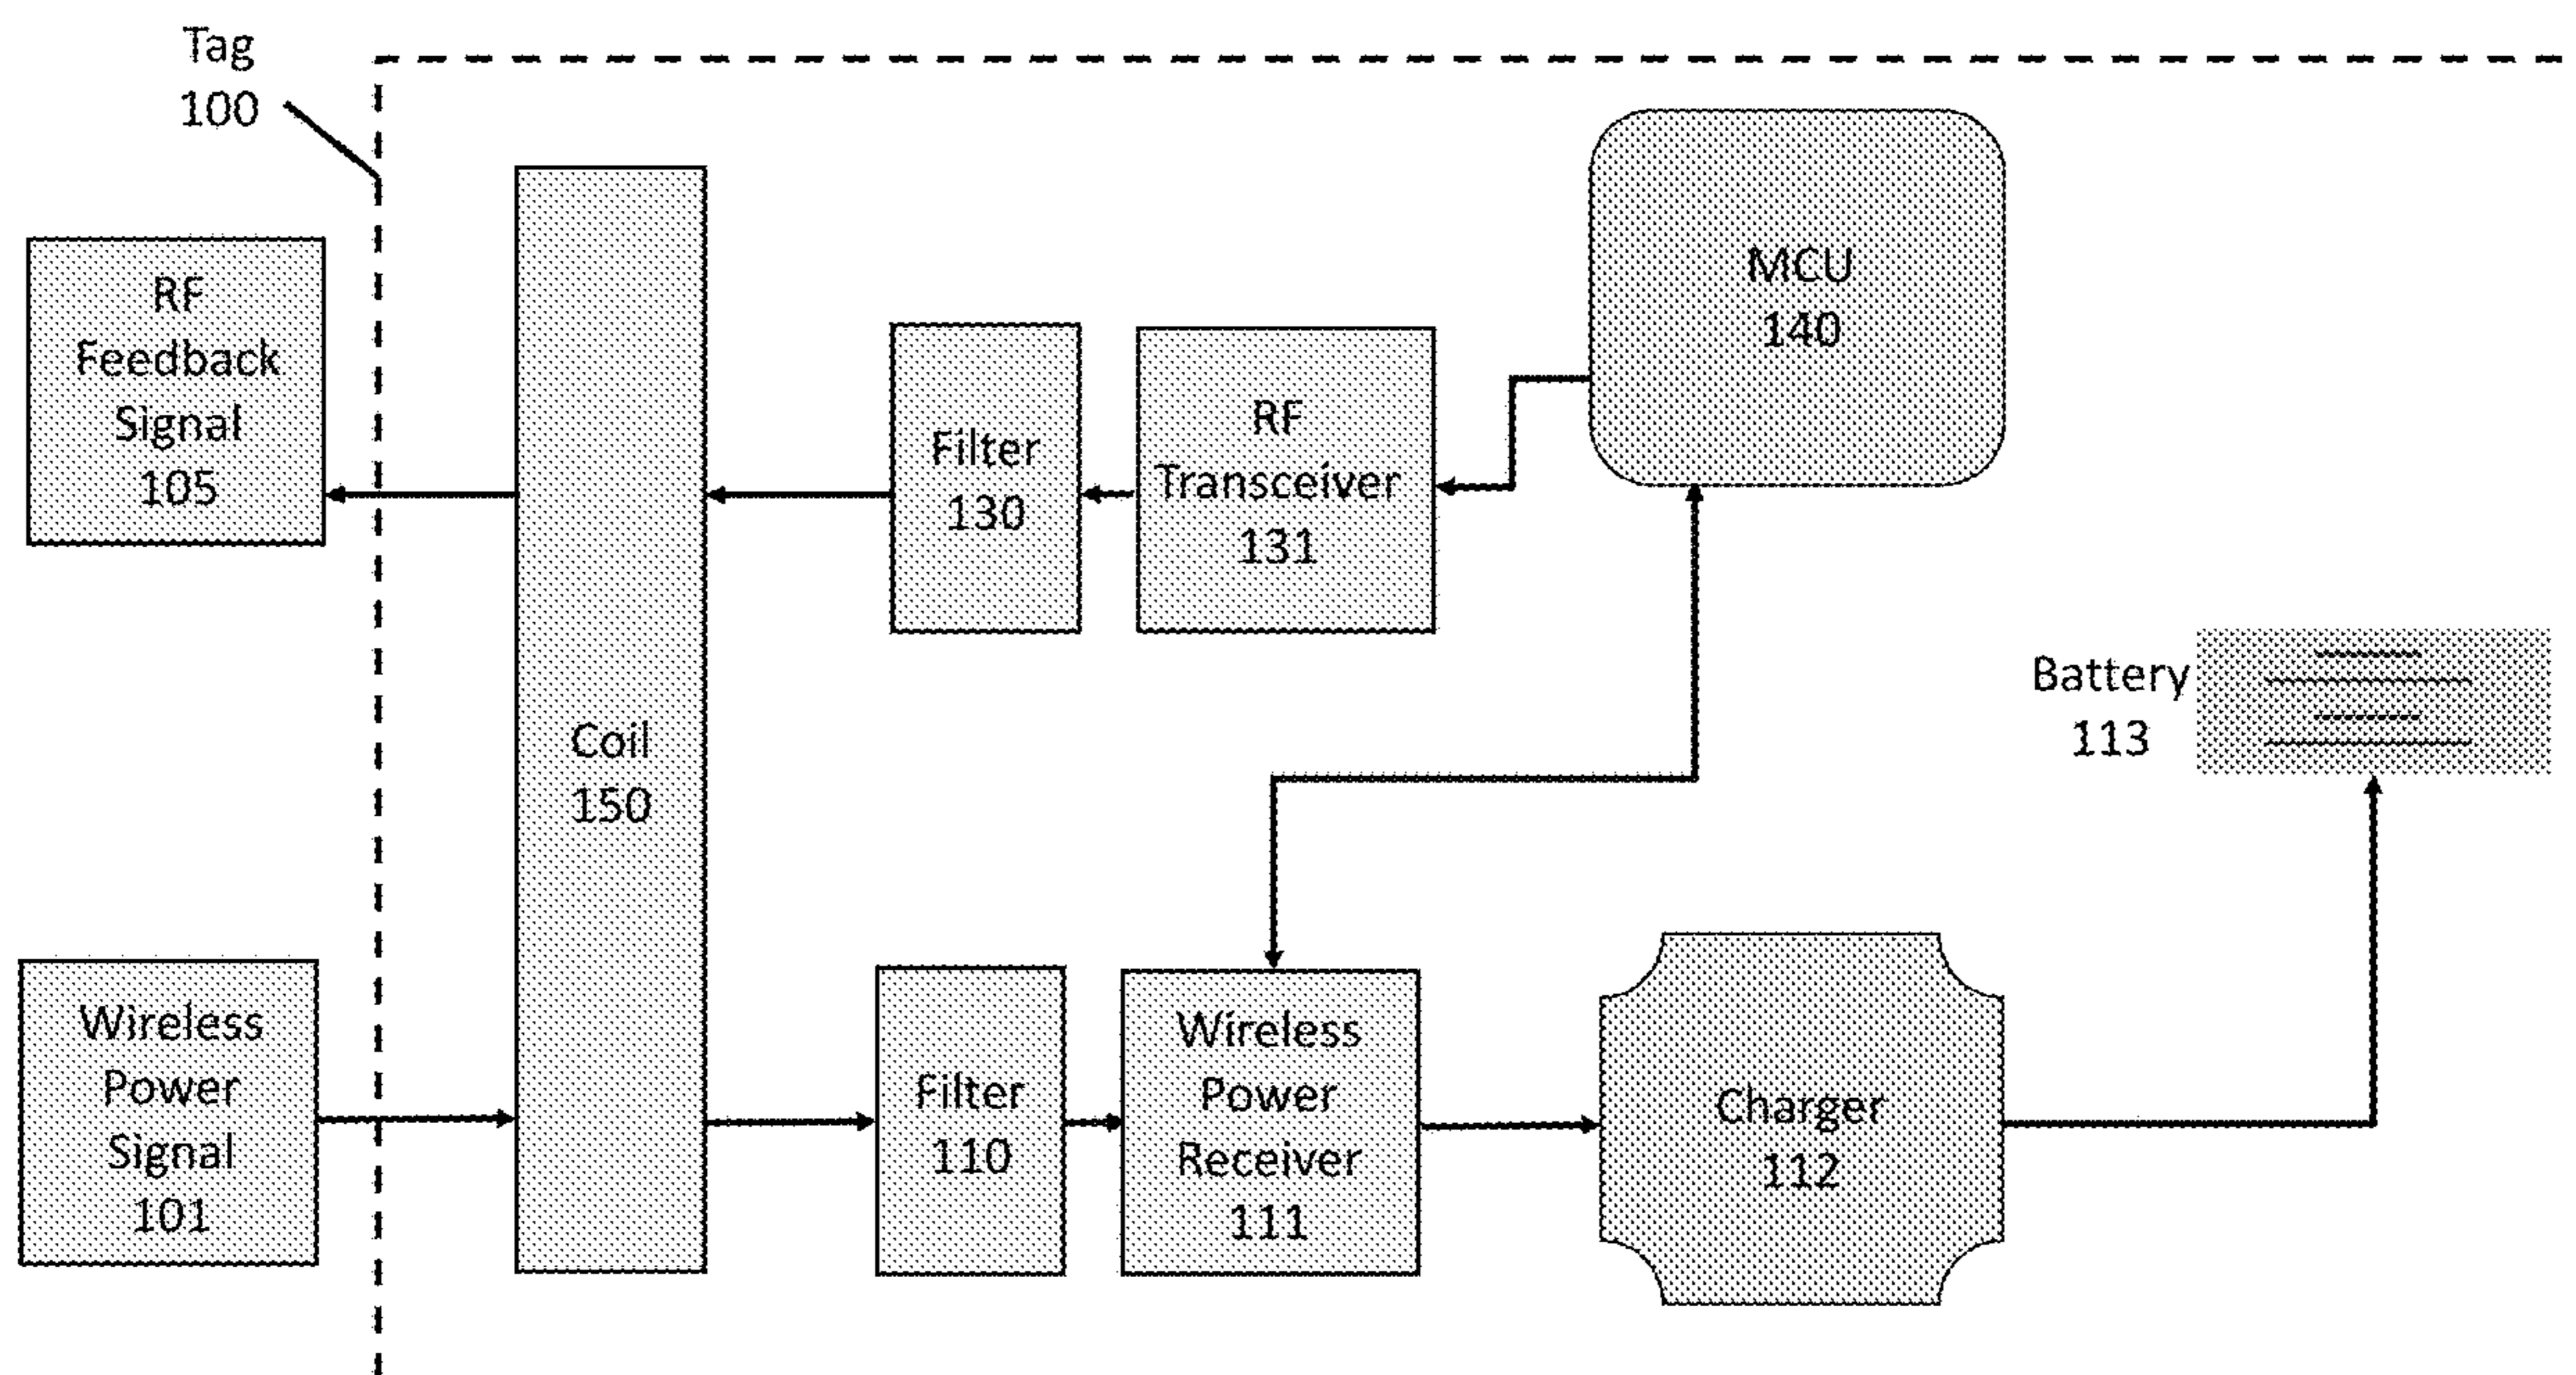 Tag
100
RF
Feedback
Signal
105
Coil
150
Filter
130
RF
Transceiver
131
MCU
140
Battery
113
Wireless
Power
Signal
101
Filter
110
Wireless
Power
Receiver
111
Charger
112